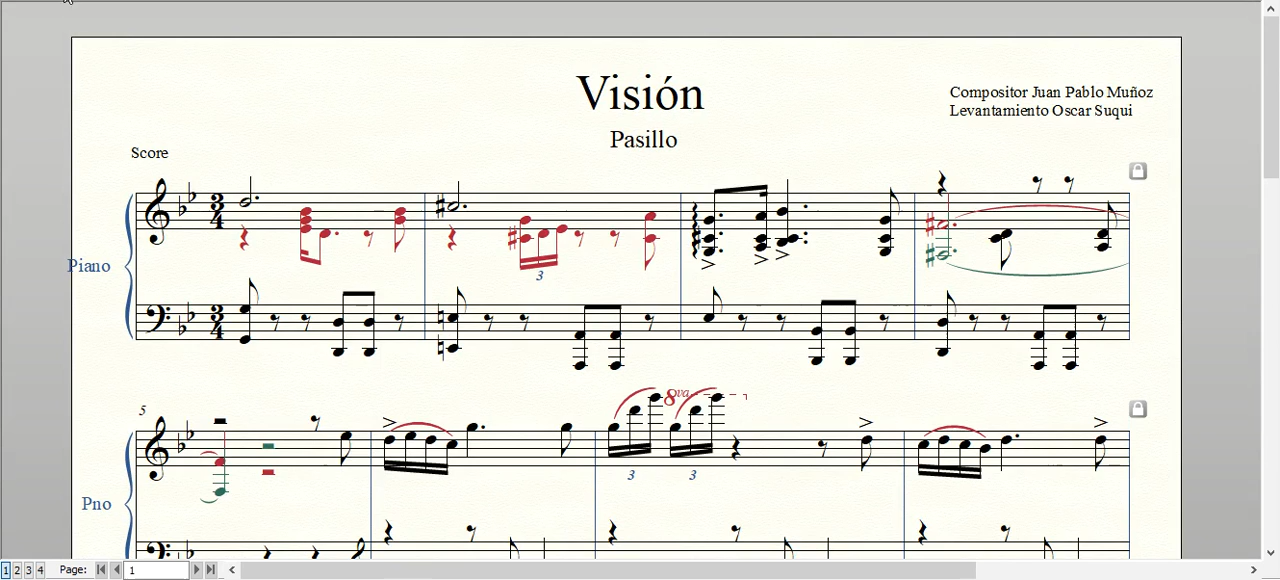 Visión
Compositor Juan Pablo Muñoz
Levantamiento Oscar Suqui
Pasillo
Score
3
4
Piano
3
3
4
5
8va
3
3
Pno
1 2 3 4 Page: 1